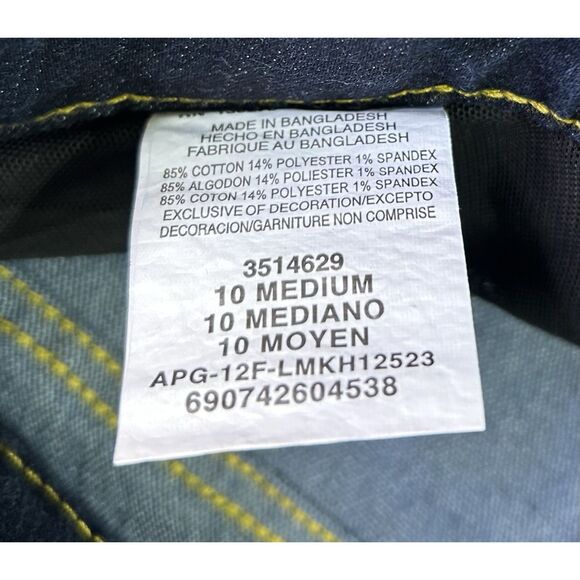 MADE IN BANGLADESH
HECHO EN BANGLADESH
FABRIQUE AU BANGLADESH
85% COTTON 14% POLYESTER 1% SPANDEX
85% ALGODON 14% POLIESTER 1% SPANDEX
85% COTON 14% POLYESTER 1% SPANDEX
EXCLUSIVE OF DECORATION/EXCEPTO
DECORACION/GARNITURE NON COMPRISE
3514629
10 MEDIUM
10 MEDIANO
10 MOYEN
APG-12F-LMKH12523
690742604538